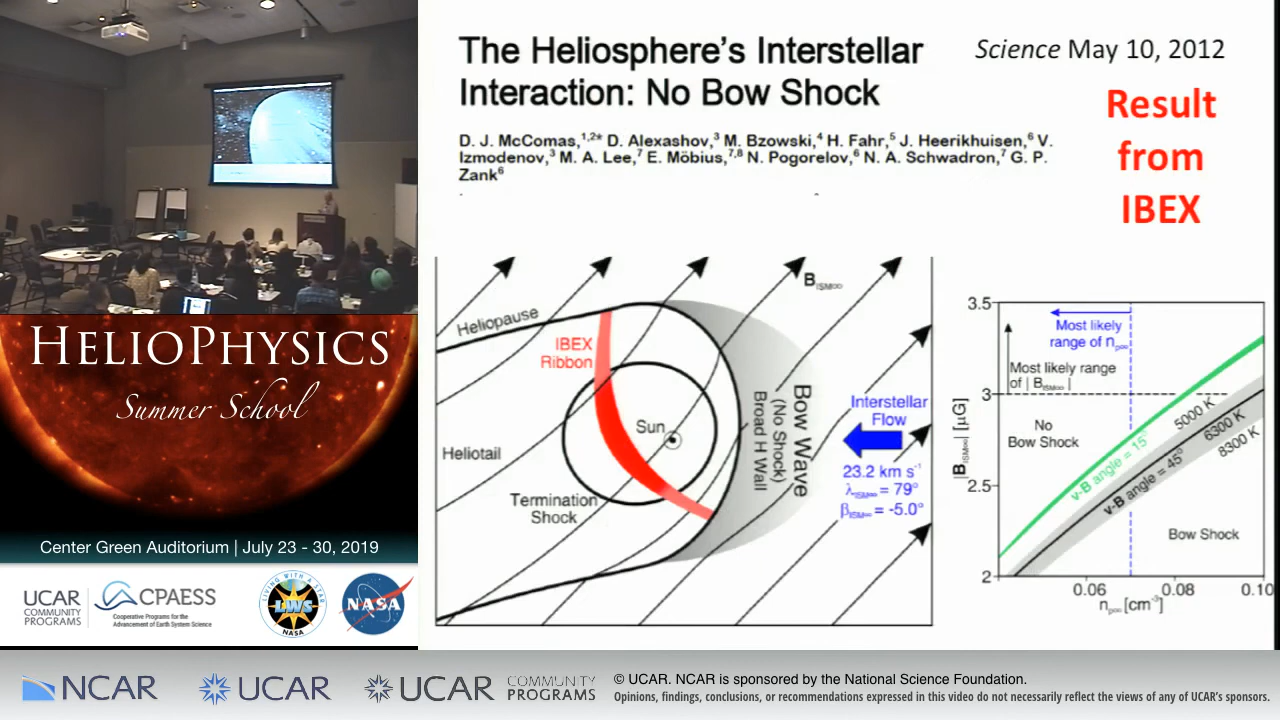 The Heliosphere's Interstellar
Interaction: No Bow Shock
Science May 10, 2012
Result
from
IBEX
D. J. McComas,1,2* D. Alexashov,3 M. Bzowski,4 H. Fahr,5 J. Heerikhuisen,6 V.
Izmodenov,3 M. A. Lee,7 E. Möbius,7,8 N. Pogorelov,6 N. A. Schwadron,7 G. P.
Zank6
Heliopause
IBEX
Ribbon
B ISM∞
Sun
Heliotail
Termination
Shock
Bow Wave
(No Shock)
Broad H Wall
Interstellar
Flow
23.2 km s-1
λISM∞ = 79°
βISM∞ = -5.0°
3.5
3
2.5
2
|BISM∞| [µG]
Most likely
range of np∞
Most likely range
of | BISM∞ |
No
Bow Shock
v-B angle = 15°
v-B angle = 45°
5000 K
6300 K
8300 K
Bow Shock
0.06
0.08
0.10
np∞ [cm-3]
HELIOPHYSICS
Summer School
Center Green Auditorium | July 23 - 30, 2019
UCAR
COMMUNITY
PROGRAMS
CPAESS
Cooperative Programs for the
Advancement of Earth System Science
LIVING WITH A STAR
LWS
NASA
NASA
NCAR
UCAR
UCAR
COMMUNITY
PROGRAMS
© UCAR. NCAR is sponsored by the National Science Foundation.
Opinions, findings, conclusions, or recommendations expressed in this video do not necessarily reflect the views of any of UCAR's sponsors.